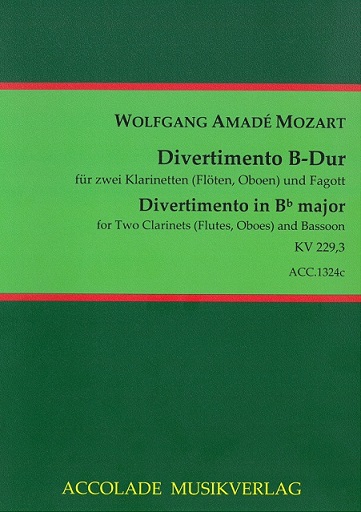 WOLFGANG AMADÉ MOZART
Divertimento B-Dur
für zwei Klarinetten (Flöten, Oboen) und Fagott
Divertimento in B♭ major
for Two Clarinets (Flutes, Oboes) and Bassoon
KV 229,3
ACC.1324c
ACCOLADE MUSIKVERLAG